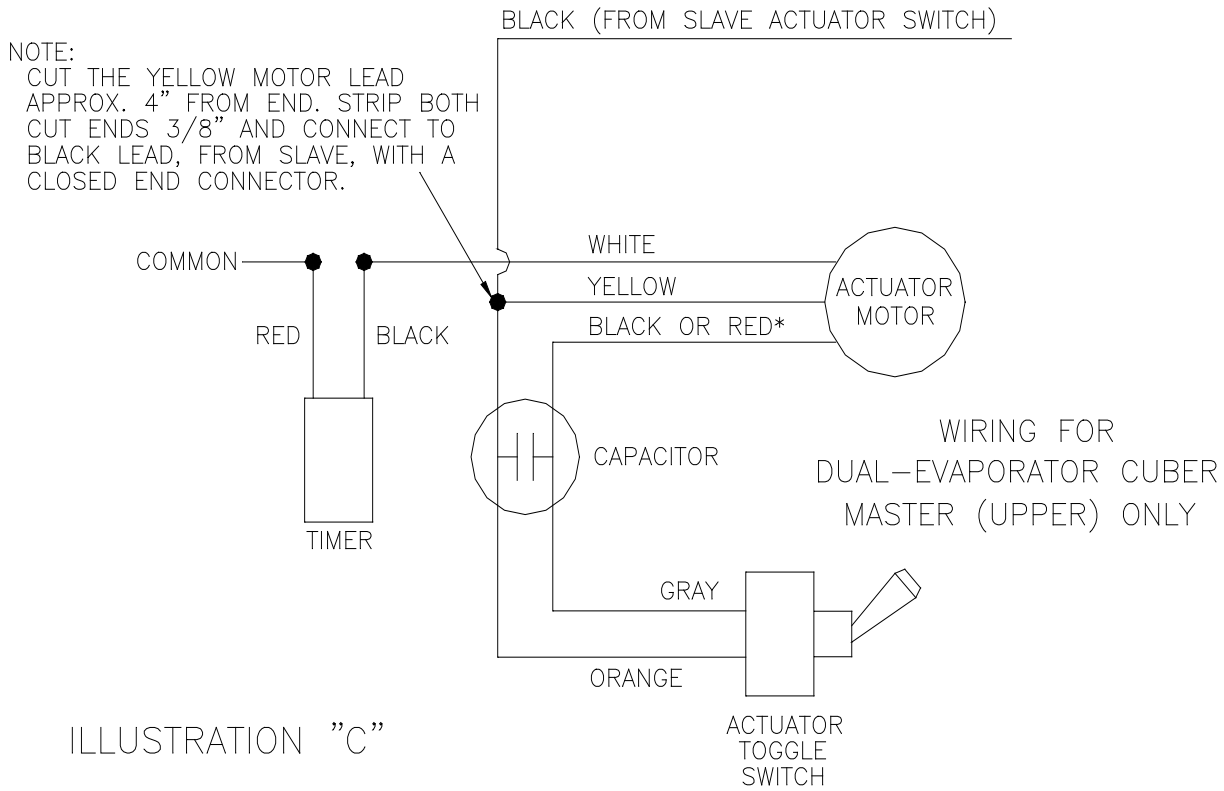 BLACK (FROM SLAVE ACTUATOR SWITCH)
NOTE:
CUT THE YELLOW MOTOR LEAD
APPROX. 4" FROM END. STRIP BOTH
CUT ENDS 3/8" AND CONNECT TO
BLACK LEAD, FROM SLAVE, WITH A
CLOSED END CONNECTOR.
COMMON
WHITE
YELLOW
BLACK OR RED*
ACTUATOR
MOTOR
RED
BLACK
CAPACITOR
TIMER
WIRING FOR
DUAL-EVAPORATOR CUBER
MASTER (UPPER) ONLY
GRAY
ORANGE
ACTUATOR
TOGGLE
SWITCH
ILLUSTRATION "C"